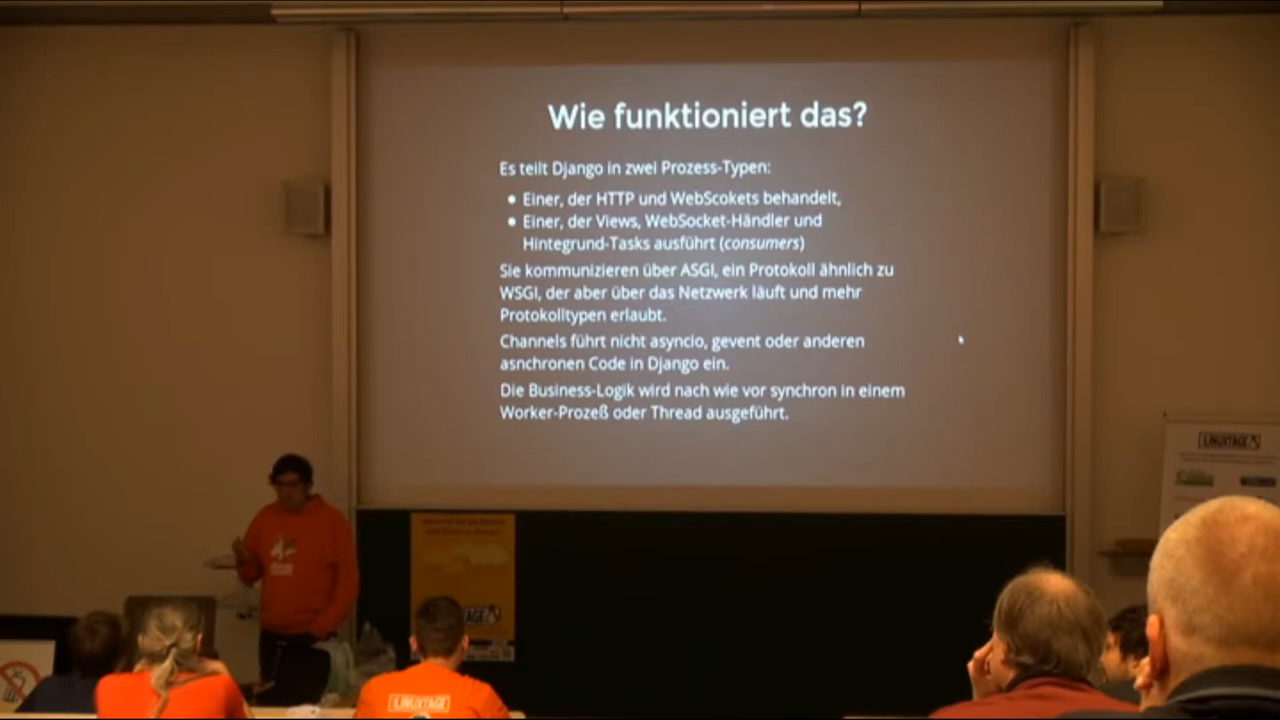 Wie funktioniert das?
Es teilt Django in zwei Prozess-Typen:
• Einer, der HTTP und WebScokets behandelt,
• Einer, der Views, WebSocket-Händler und
Hintegrund-Tasks ausführt (consumers)
Sie kommunizieren über ASGI, ein Protokoll ähnlich zu
WSGI, der aber über das Netzwerk läuft und mehr
Protokolltypen erlaubt.
Channels führt nicht asyncio, gevent oder anderen
asnchronen Code in Django ein.
Die Business-Logik wird nach wie vor synchron in einem
Worker-Prozeß oder Thread ausgeführt.
LINUXTAGE
LINUXTAGE